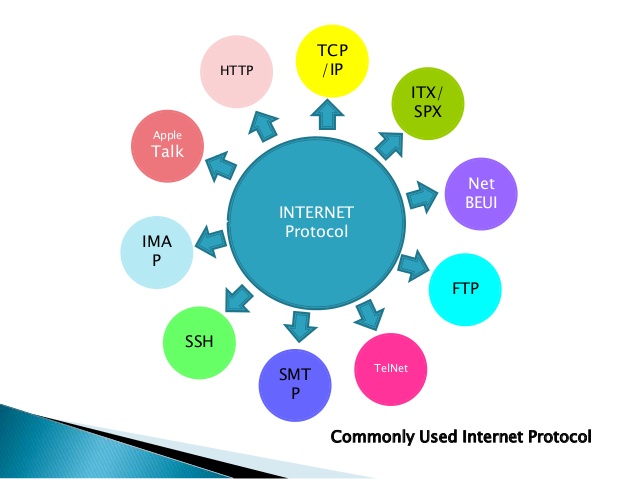 TCP
/IP
HTTP
ITX/
SPX
Apple
Talk
Net
BEUI
INTERNET
Protocol
IMA
P
FTP
SSH
TelNet
SMT
P
Commonly Used Internet Protocol